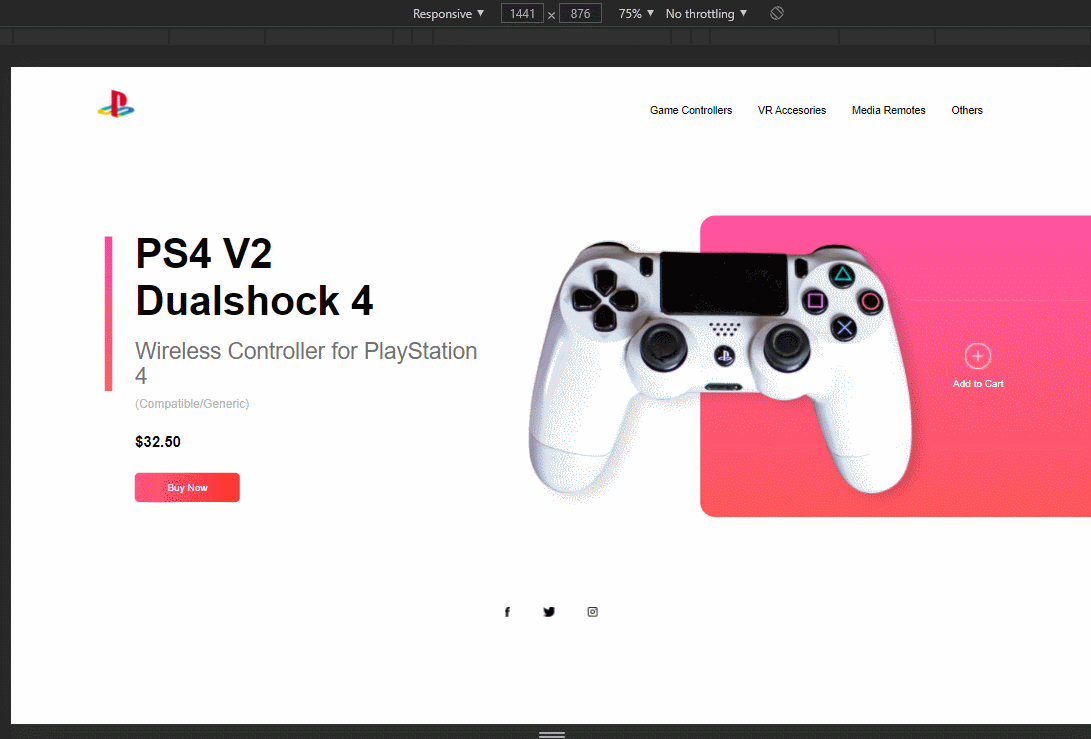 Responsive ▼ 1441 × 876 75% ▼ No throttling ▼
Game Controllers VR Accesories Media Remotes Others
PS4 V2
Dualshock 4
Wireless Controller for PlayStation
4
(Compatible/Generic)
$32.50
Buy Now
Add to Cart